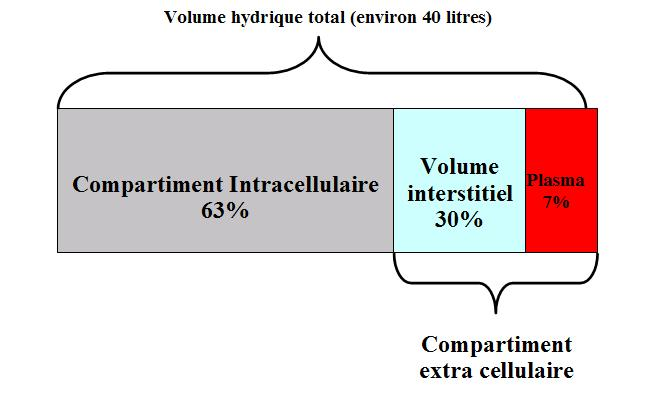 Volume hydrique total (environ 40 litres)
Compartiment Intracellulaire
63%
Volume
interstitiel
30%
Plasma
7%
Compartiment
extra cellulaire